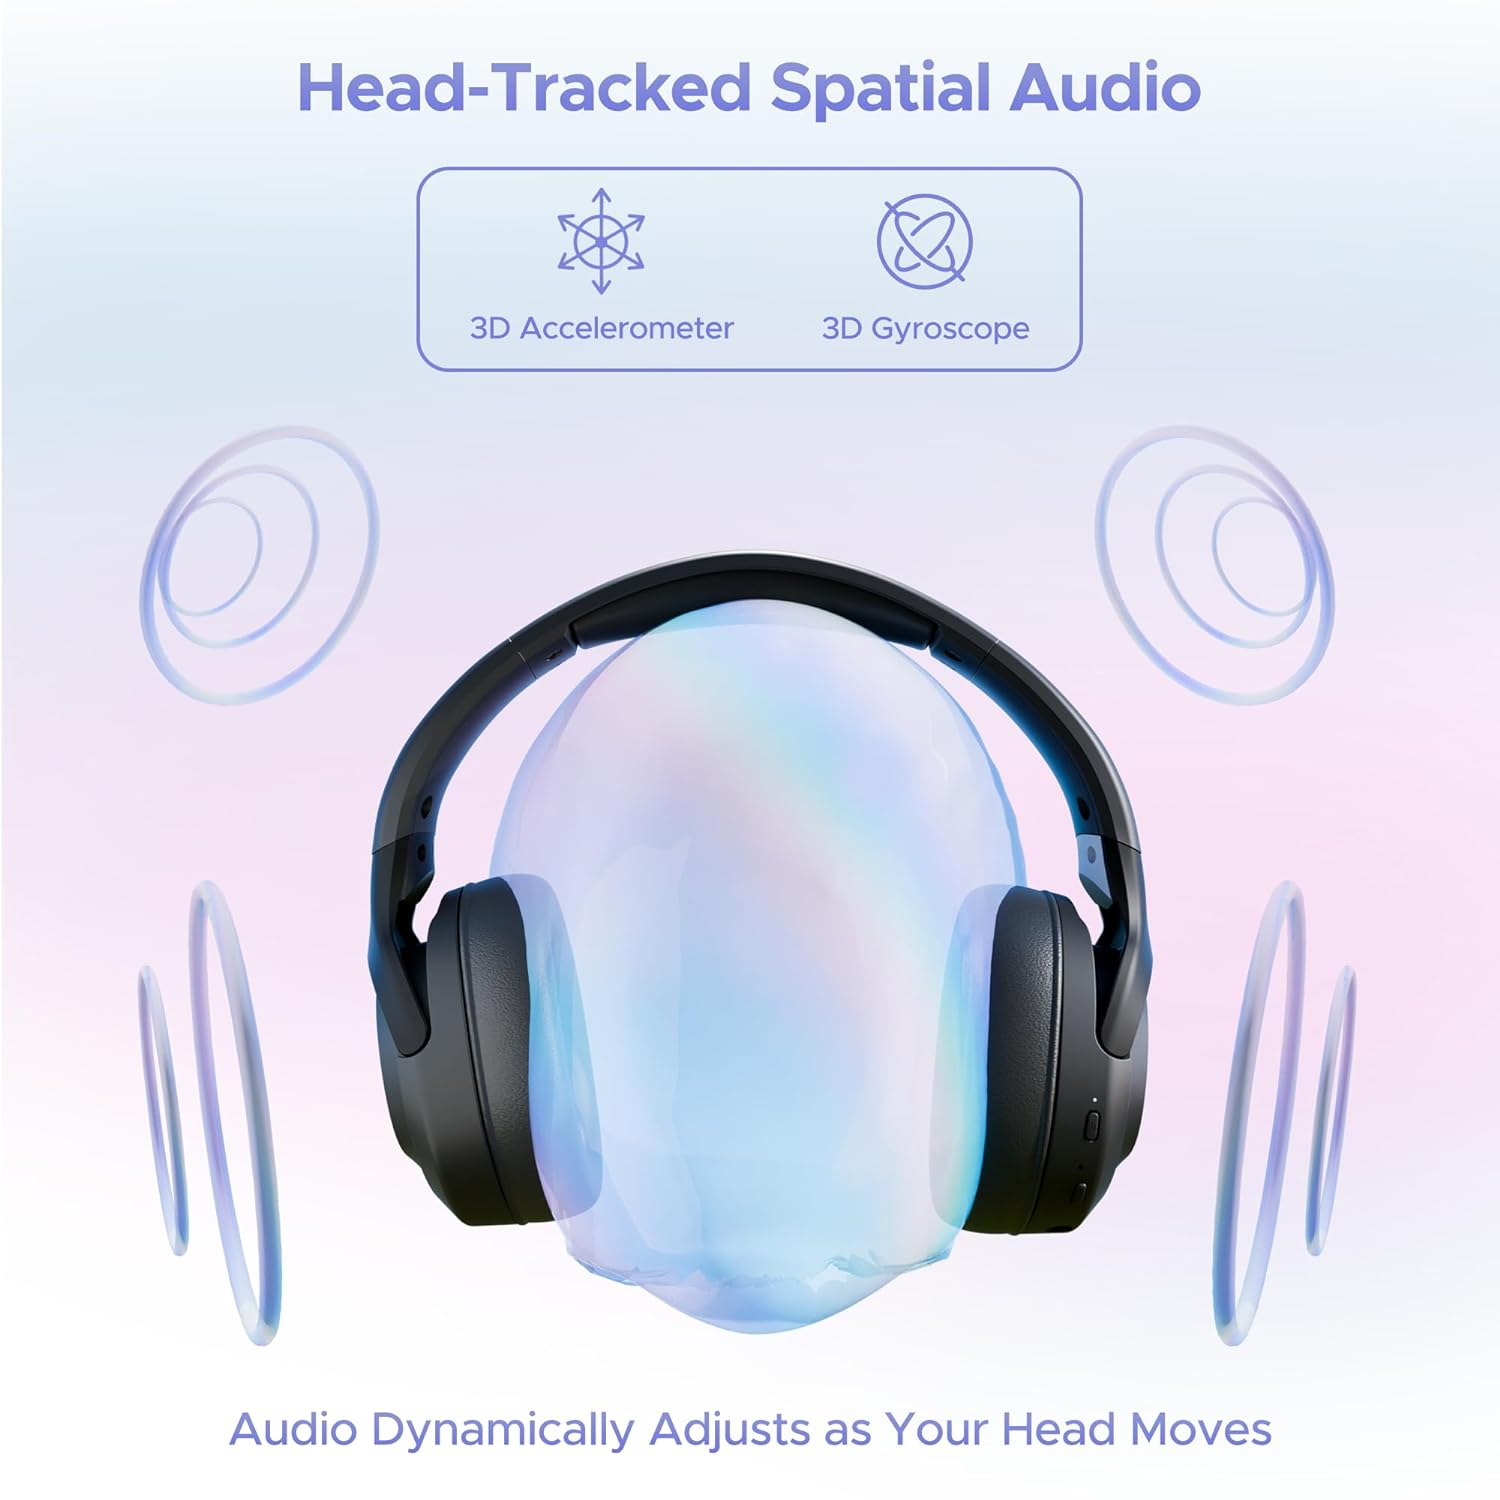 Head-Tracked Spatial Audio
3D Accelerometer
3D Gyroscope
Audio Dynamically Adjusts as Your Head Moves